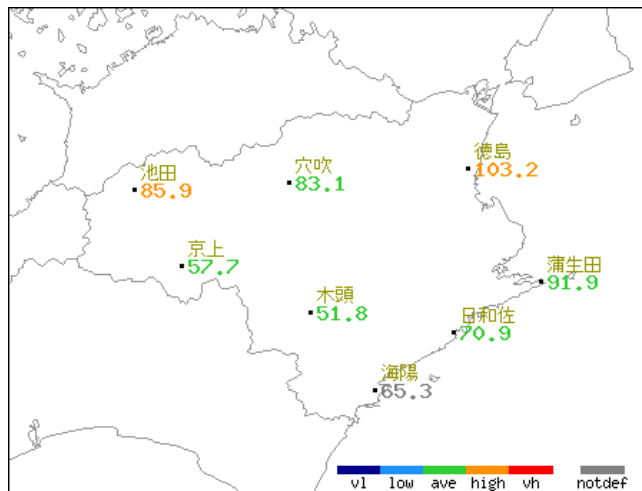 徳島
103.2
穴吹
83.1
池田
85.9
京上
57.7
蒲生田
91.9
木頭
51.8
日和佐
70.9
海陽
65.3
vl low ave high vh notdef